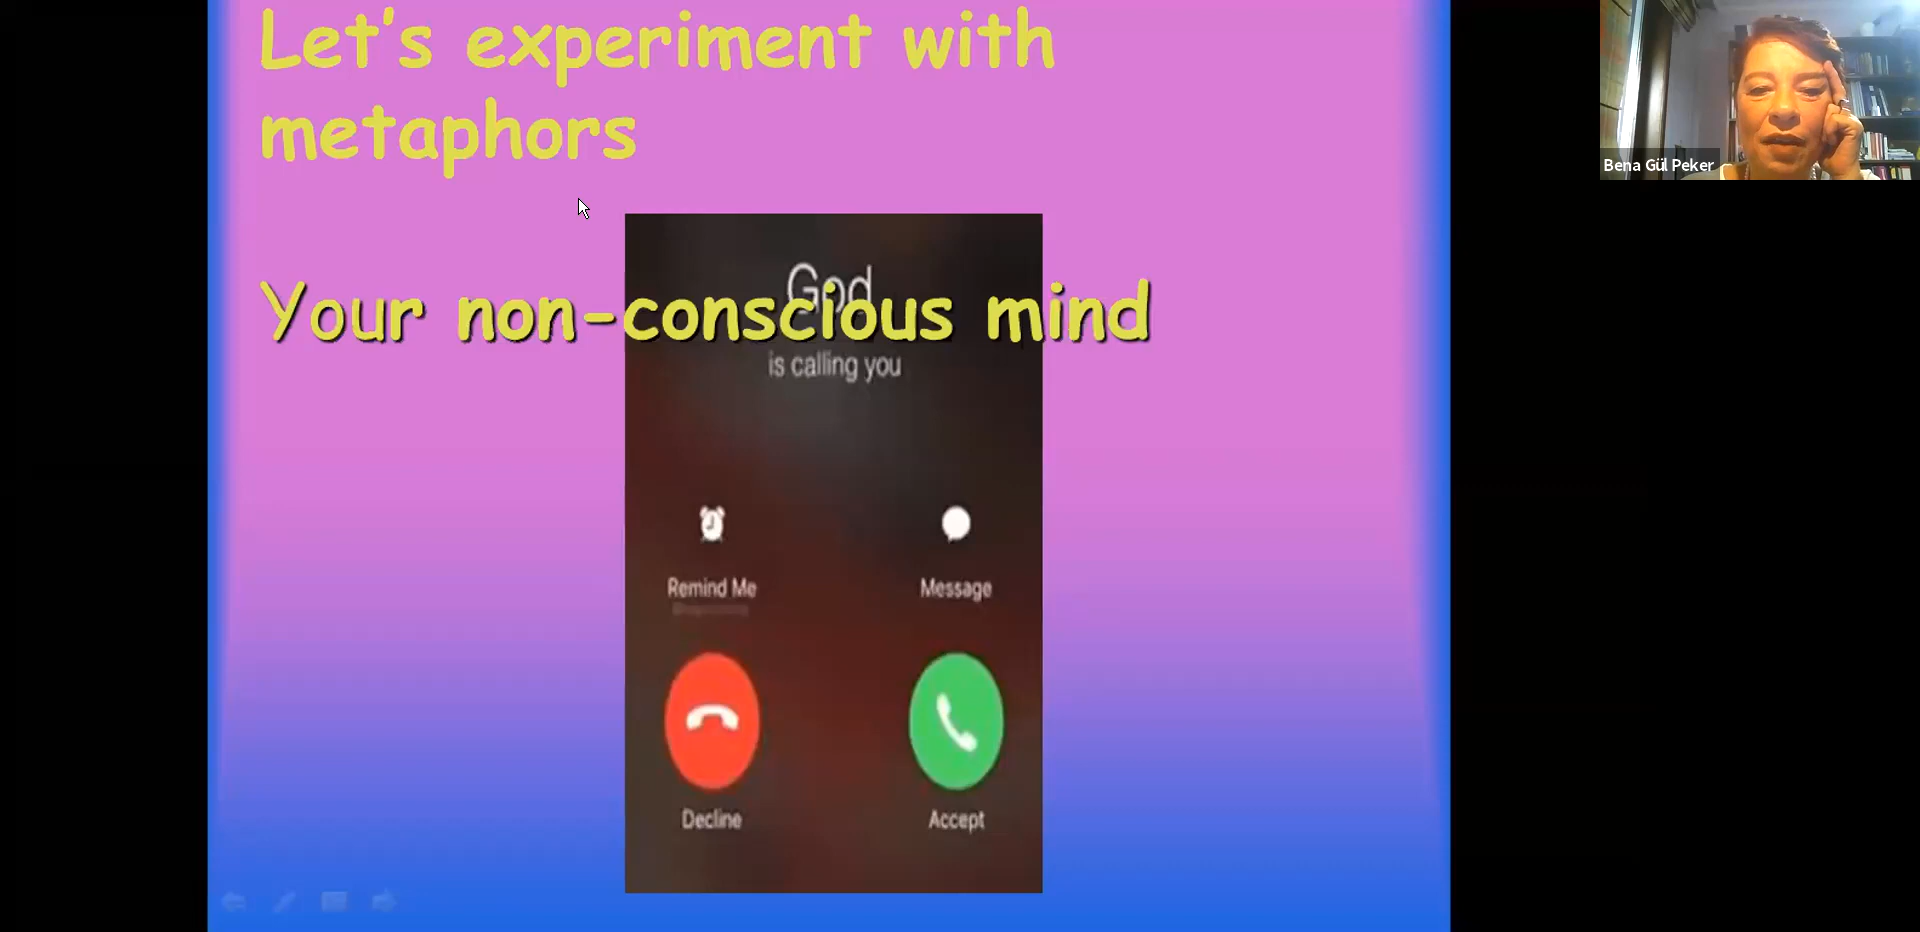 Let's experiment with
metaphors
Bena Gül Peker
God
Your non-conscious mind
is calling you
Remind Me
Message
Decline
Accept